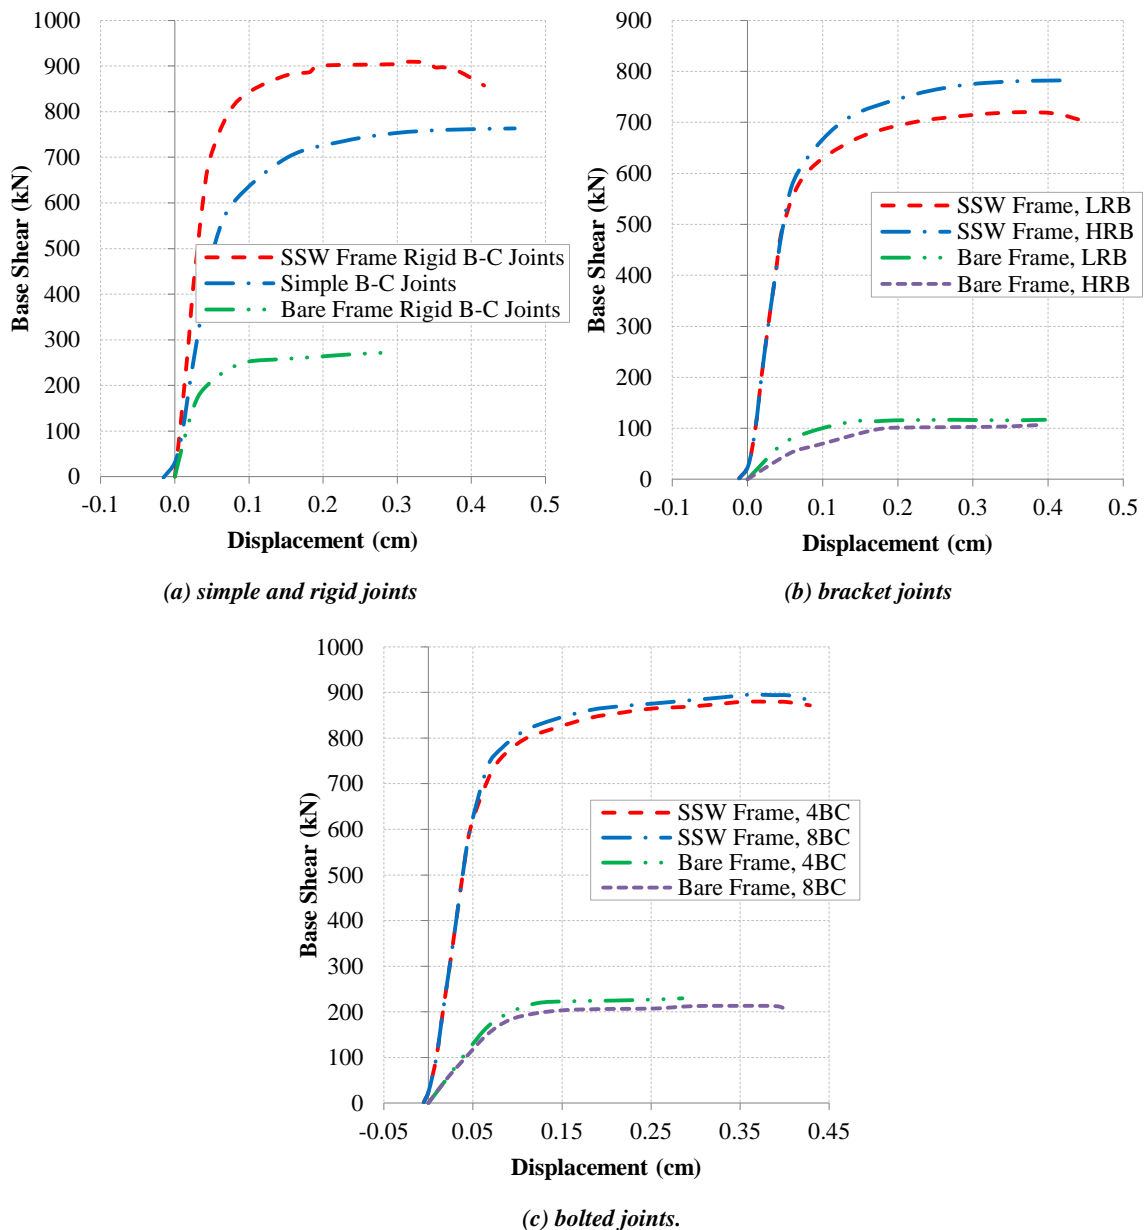 1000
900
800
700
600
500
400
300
200
100
0
Base Shear (kN)
SSW Frame Rigid B-C Joints
Simple B-C Joints
Bare Frame Rigid B-C Joints
-0.1 0.0 0.1 0.2 0.3 0.4 0.5
Displacement (cm)
(a) simple and rigid joints
900
800
700
600
500
400
300
200
100
0
Base Shear (kN)
SSW Frame, LRB
SSW Frame, HRB
Bare Frame, LRB
Bare Frame, HRB
-0.1 0.0 0.1 0.2 0.3 0.4 0.5
Displacement (cm)
(b) bracket joints
1000
900
800
700
600
500
400
300
200
100
0
Base Shear (kN)
SSW Frame, 4BC
SSW Frame, 8BC
Bare Frame, 4BC
Bare Frame, 8BC
-0.05 0.05 0.15 0.25 0.35 0.45
Displacement (cm)
(c) bolted joints.